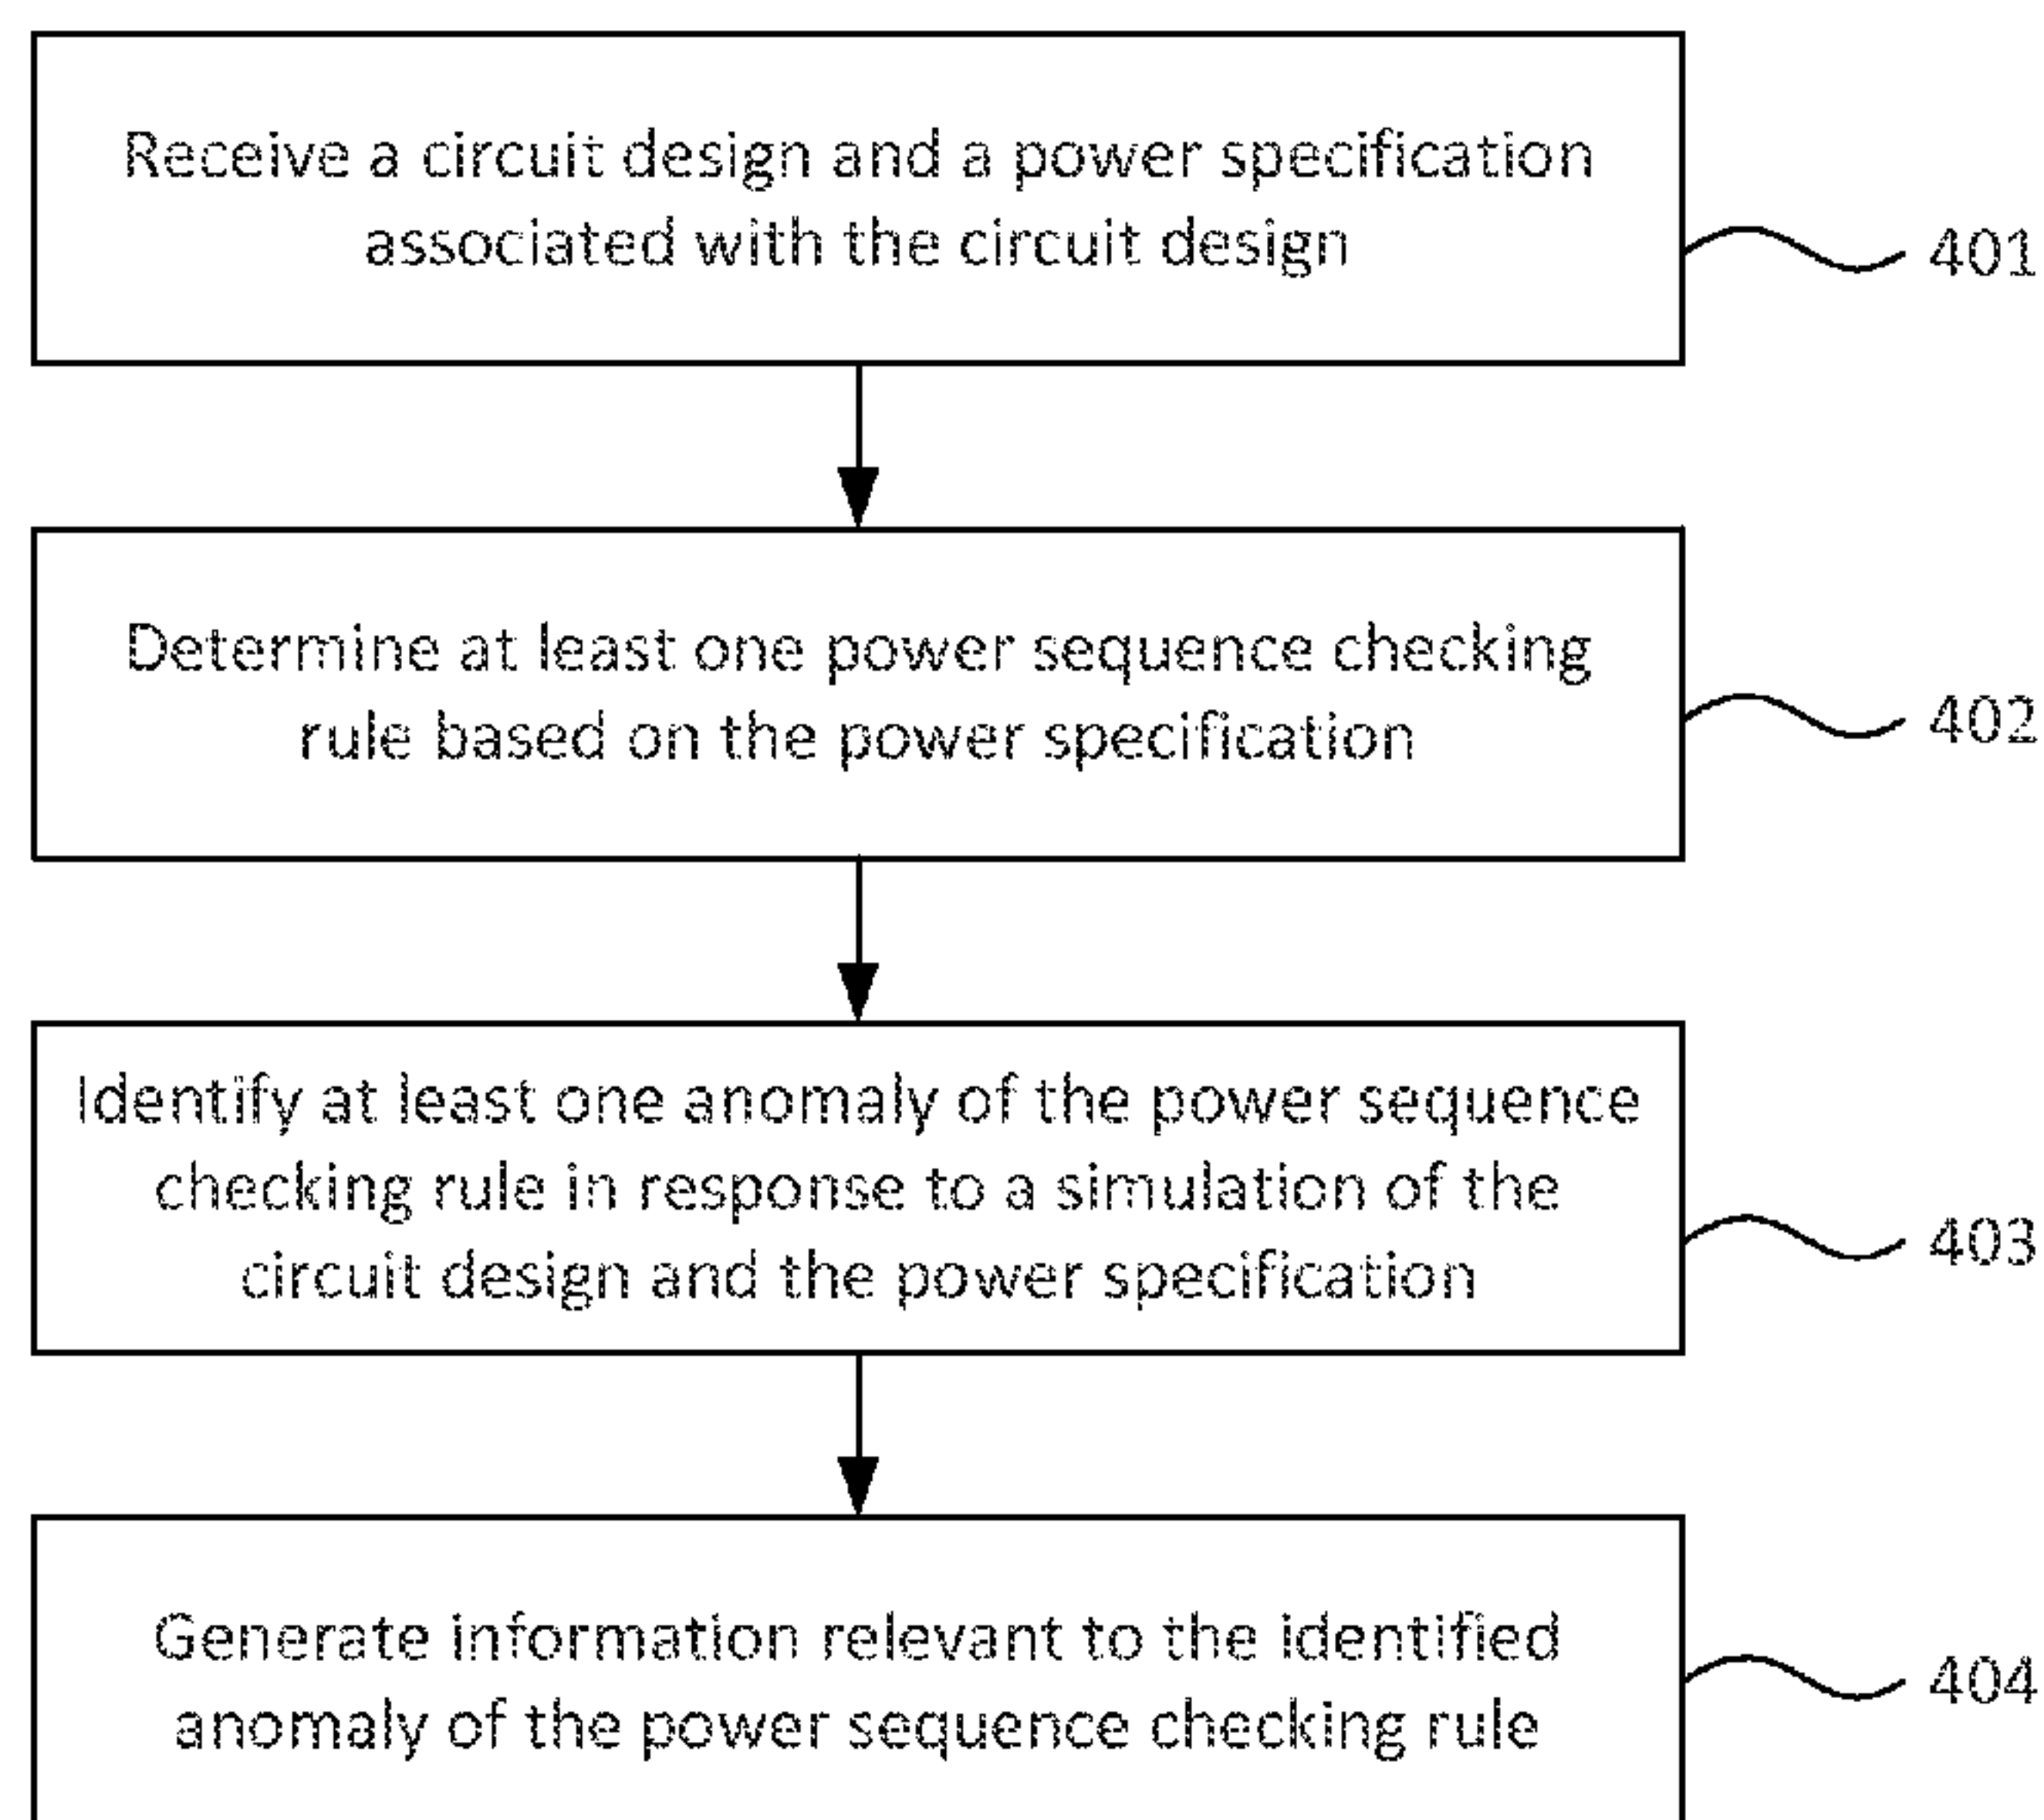 Receive a circuit design and a power specification
associated with the circuit design
401
Determine at least one power sequence checking
rule based on the power specification
402
Identify at least one anomaly of the power sequence
checking rule in response to a simulation of the
circuit design and the power specification
403
Generate information relevant to the identified
anomaly of the power sequence checking rule
404